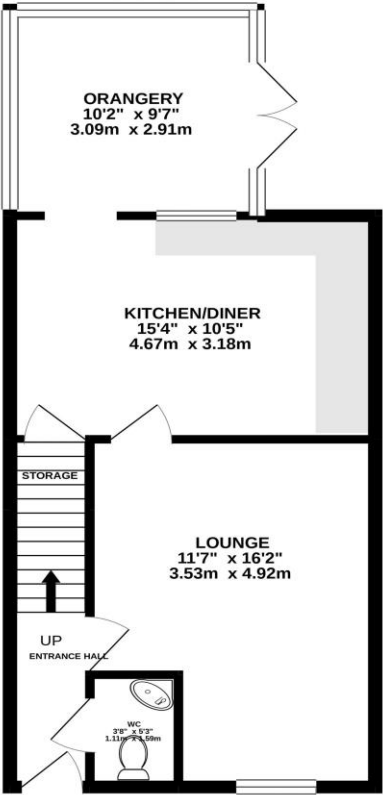 ORANGERY
10'2" x 9'7"
3.09m x 2.91m
KITCHEN/DINER
15'4" x 10'5"
4.67m x 3.18m
STORAGE
LOUNGE
11'7" x 16'2"
3.53m x 4.92m
UP
ENTRANCE HALL
WC
3'8" x 5'3"
1.11m x 1.59m